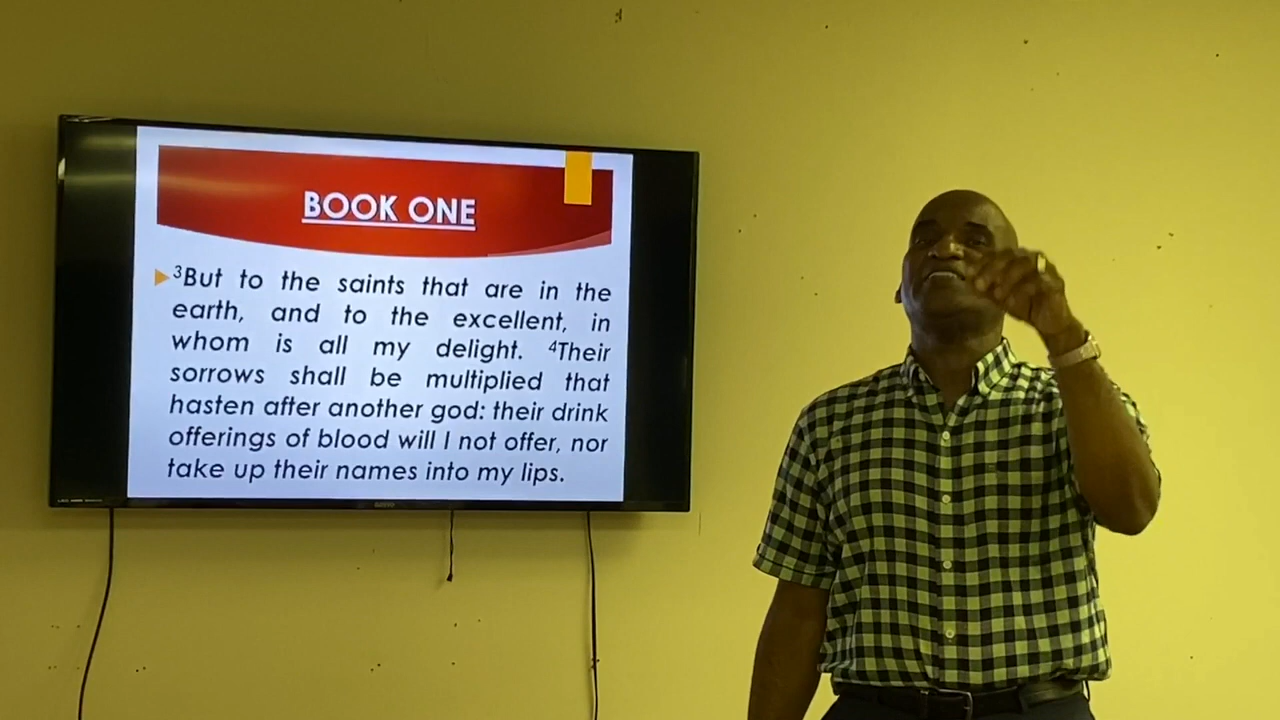 BOOK ONE
³But to the saints that are in the
earth, and to the excellent, in
whom is all my delight. ⁴Their
sorrows shall be multiplied that
hasten after another god: their drink
offerings of blood will I not offer, nor
take up their names into my lips.